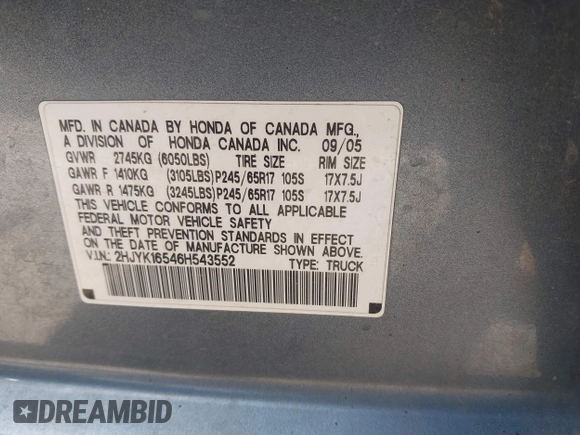 MFD. IN CANADA BY HONDA OF CANADA MFG.,
A DIVISION OF HONDA CANADA INC. 09/05
GVWR 2745KG (6050LBS) TIRE SIZE RIM SIZE
GAWR F 1410KG (3105LBS)P245/65R17 105S 17X7.5J
GAWR R 1475KG (3245LBS)P245/65R17 105S 17X7.5J
THIS VEHICLE CONFORMS TO ALL APPLICABLE
FEDERAL MOTOR VEHICLE SAFETY
AND THEFT PREVENTION STANDARDS IN EFFECT
ON THE DATE OF MANUFACTURE SHOWN ABOVE.
V.I.N.: 2HJYK16546H543552 TYPE: TRUCK
DREAMBID